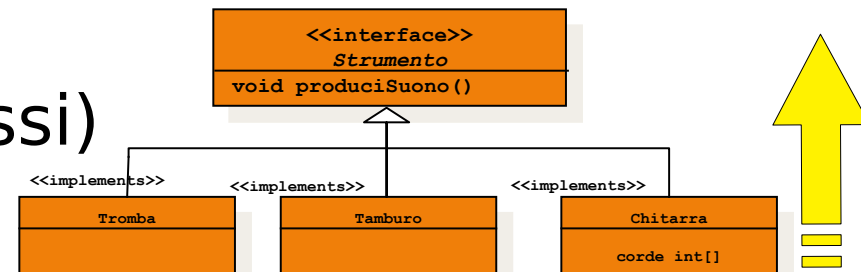 <<interface>>
Strumento
void produciSuono()
ssi)
<<implements>> <<implements>> <<implements>>
Tromba Tamburo Chitarra
corde int[]